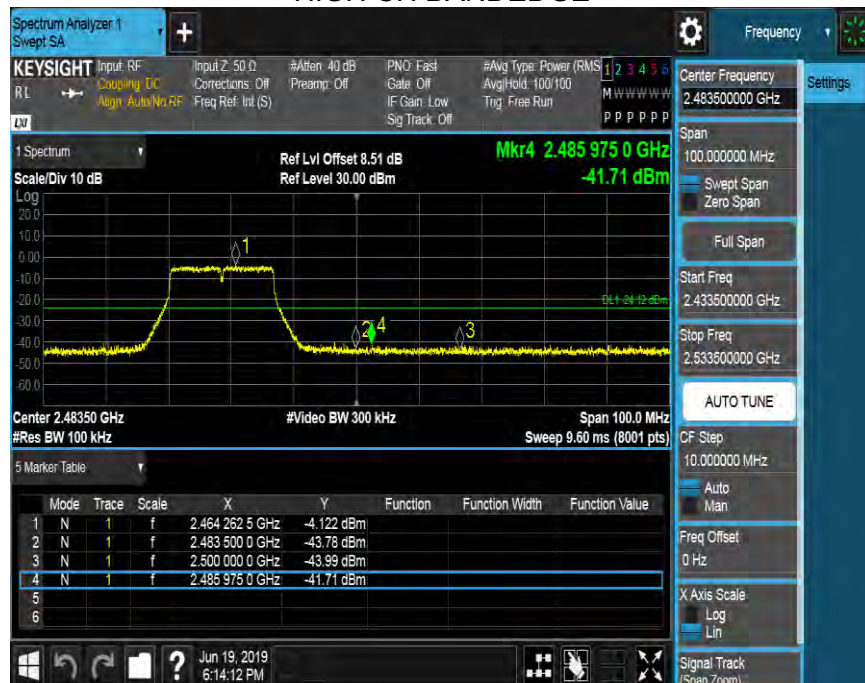 Spectrum Analyzer 1
Swept SA
+
Frequency
KEYSIGHT
RL
LXI
Input: RF
Coupling: DC
Align: Auto/No RF
Input Z: 50 Ω
Corrections: Off
Freq Ref: Int (S)
#Atten: 40 dB
Preamp: Off
PNO: Fast
Gate: Off
IF Gain: Low
Sig Track: Off
#Avg Type: Power (RMS
Avg|Hold: 100/100
Trig: Free Run
1 2 3 4 5 6
M W W W W W
P P P P P P
1 Spectrum
Scale/Div 10 dB
Ref Lvl Offset 8.51 dB
Ref Level 30.00 dBm
Mkr4 2.485 975 0 GHz
-41.71 dBm
Log
20.0
10.0
0.00
-10.0
-20.0
-30.0
-40.0
-50.0
-60.0
1
2
4
3
DL1 -24.12 dBm
Center 2.48350 GHz
#Res BW 100 kHz
#Video BW 300 kHz
Span 100.0 MHz
Sweep 9.60 ms (8001 pts)
5 Marker Table
Mode Trace Scale X Y Function Function Width Function Value
1 N 1 f 2.464 262 5 GHz -4.122 dBm
2 N 1 f 2.483 500 0 GHz -43.78 dBm
3 N 1 f 2.500 000 0 GHz -43.99 dBm
4 N 1 f 2.485 975 0 GHz -41.71 dBm
5
6
?
Jun 19, 2019
6:14:12 PM
Center Frequency
2.483500000 GHz
Settings
Span
100.000000 MHz
Swept Span
Zero Span
Full Span
Start Freq
2.433500000 GHz
Stop Freq
2.533500000 GHz
AUTO TUNE
CF Step
10.000000 MHz
Auto
Man
Freq Offset
0 Hz
X Axis Scale
Log
Lin
Signal Track
(Span Zoom)